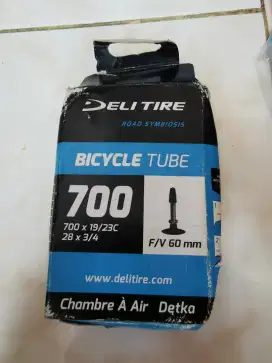 DELI TIRE
ROAD SYMBIOSIS
BICYCLE TUBE
700
700 x 19/23C
28 x 3/4
F/V 60 mm
www.delitire.com
Chambre À Air Dętka